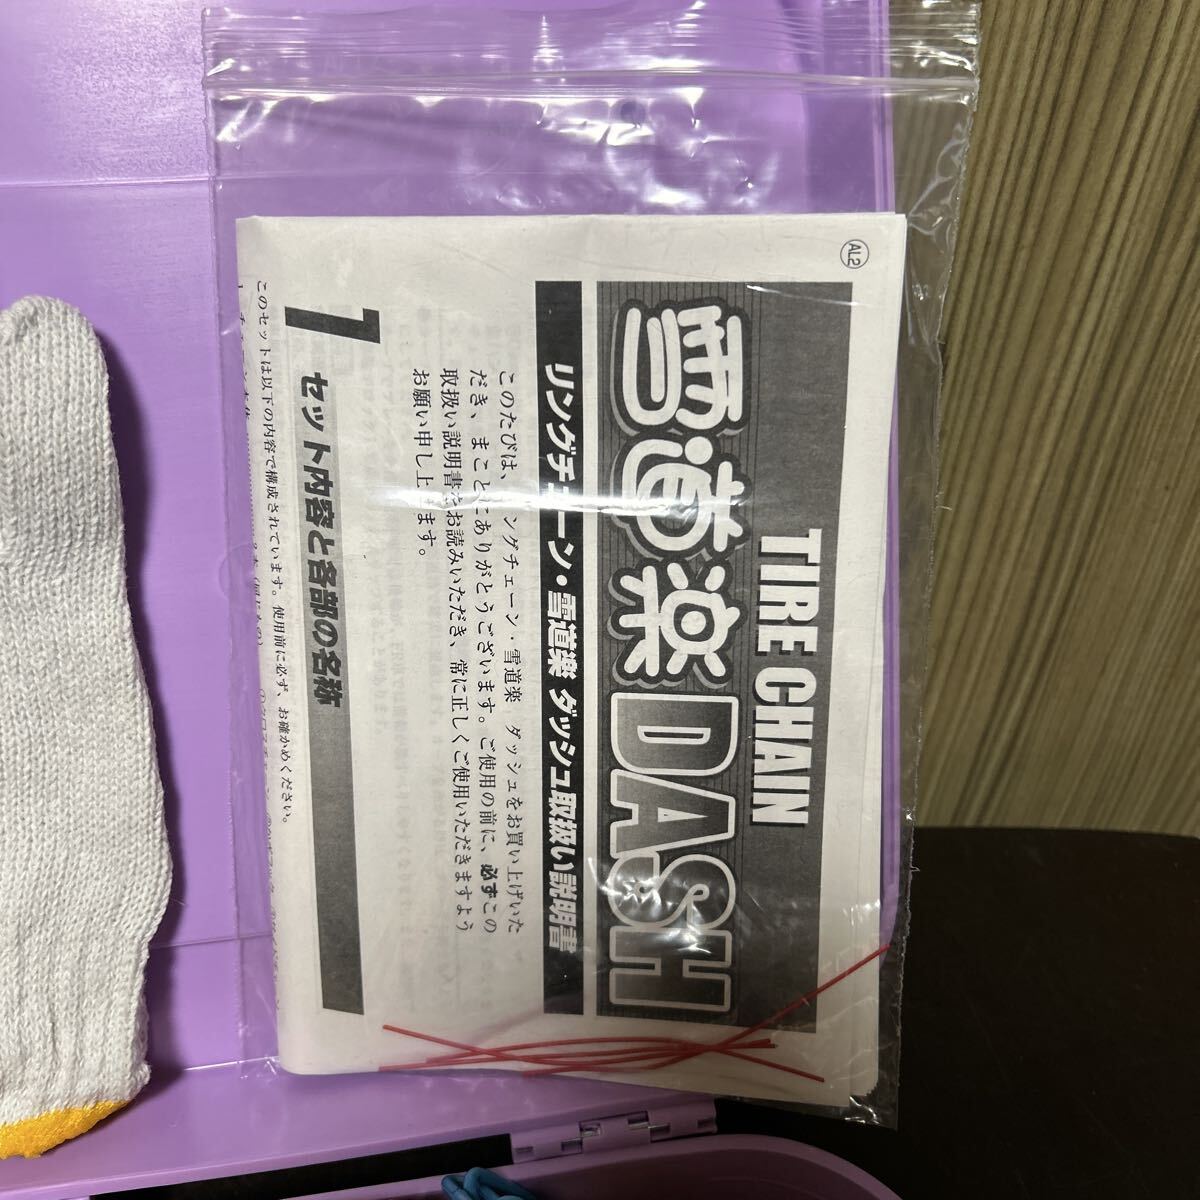 AL2
TIRE CHAIN
雪道楽 DASH
リングチェーン・雪道楽 ダッシュ取扱い説明書
このたびは、 ングチェーン・雪道楽 ダッシュをお買い上げいた
だき、まことにありがとうございます。ご使用の前に、必ずこの
取扱い説明書をお読みいただき、常に正しくご使用いただきますよう
お願い申し上げます。
1 セット内容と各部の名称
このセットは以下の内容で構成されています。使用前に必ず、お確かめください。